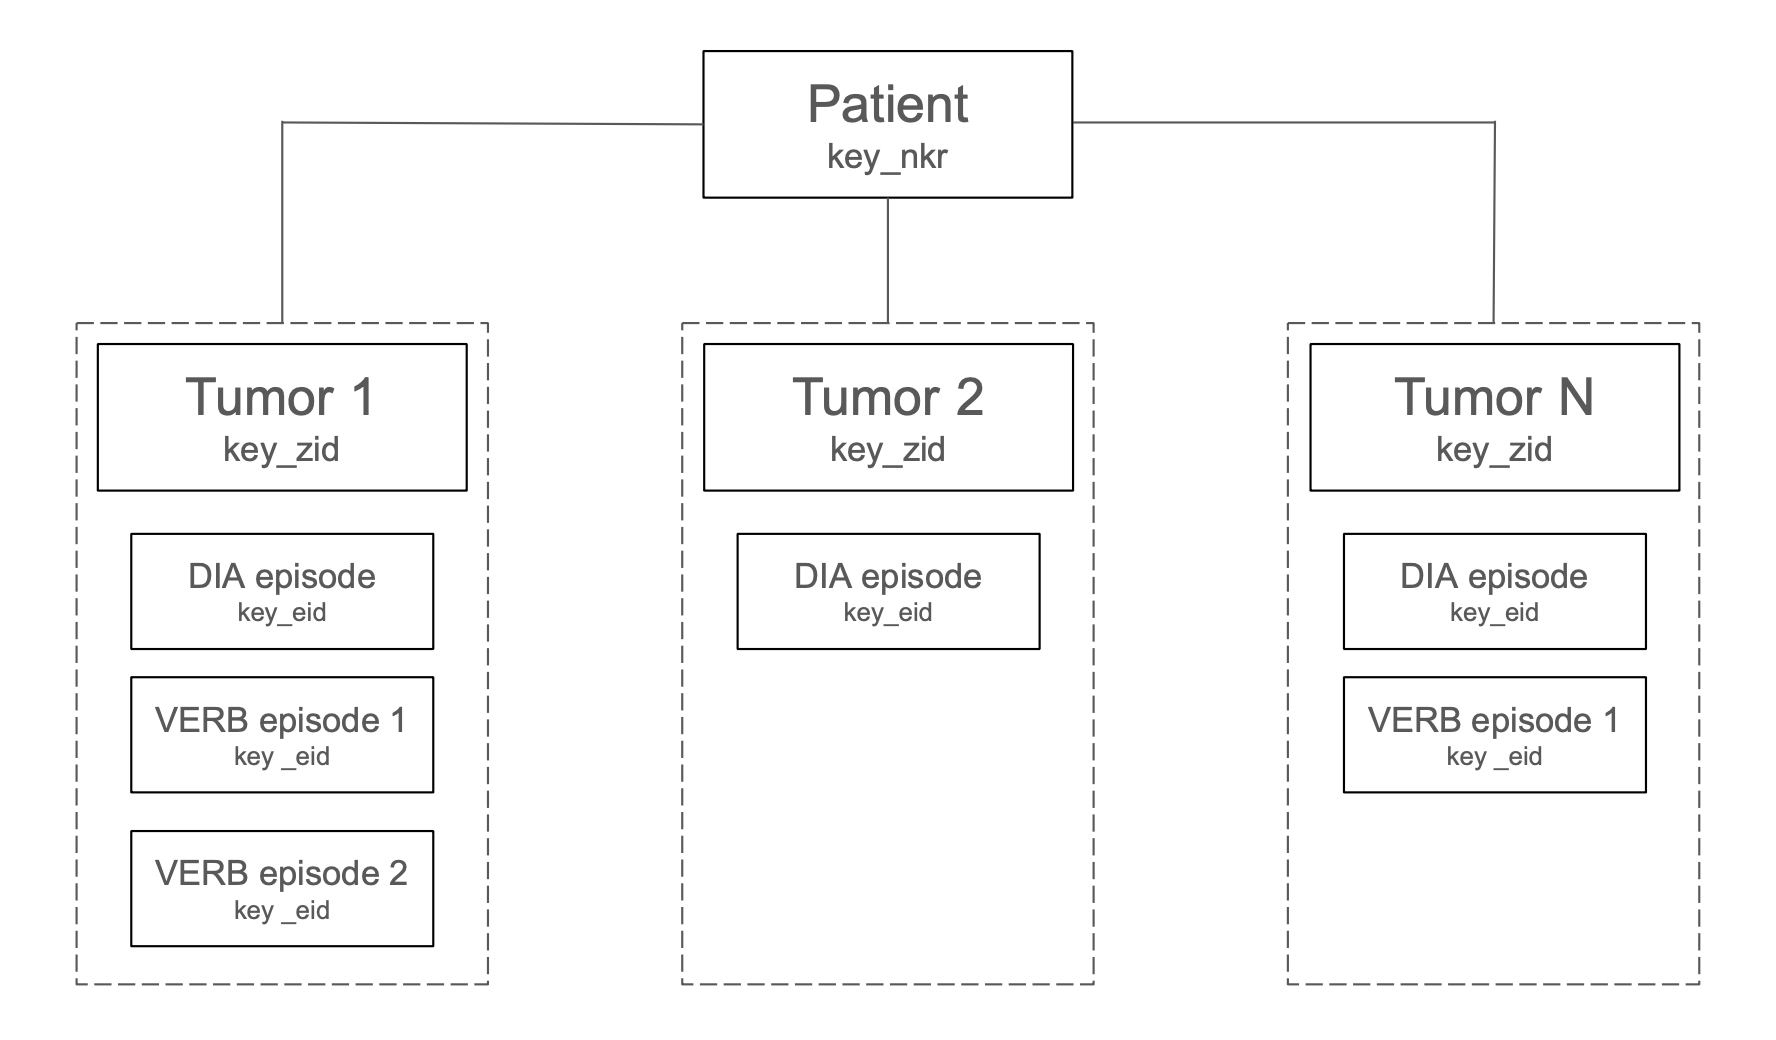 Patient
key_nkr
Tumor 1
key_zid
DIA episode
key_eid
VERB episode 1
key _eid
VERB episode 2
key _eid
Tumor 2
key_zid
DIA episode
key_eid
Tumor N
key_zid
DIA episode
key_eid
VERB episode 1
key _eid